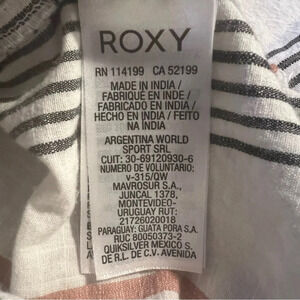 ROXY
RN 114199 CA 52199
MADE IN INDIA /
FABRIQUE EN INDE /
FABRICADO EN INDIA /
HECHO EN INDIA / FEITO
NA ÍNDIA
ARGENTINA WORLD
SPORT SRL
CUIT: 30-69120930-6
NUMERO DE VOLUNTARIO:
v-315/QW
MAVROSUR S.A.,
JUNCAL 1378,
MONTEVIDEO-
URUGUAY RUT:
21726020018
PARAGUAY: GUATA PORA S.A.
RUC 80050373-2
QUIKSILVER MEXICO S.
DE R.L. DE C.V. AVENIDA